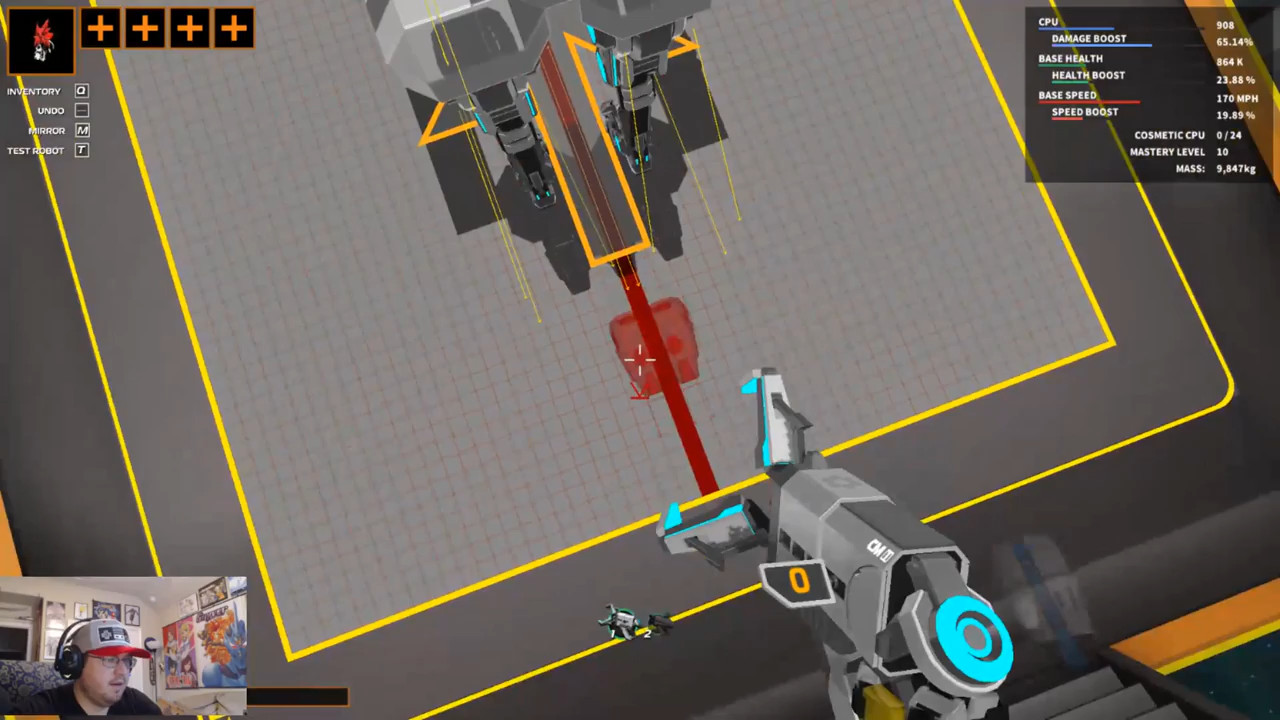 INVENTORY Q
UNDO
MIRROR M
TEST ROBOT T
CPU 908
DAMAGE BOOST 65.14%
BASE HEALTH 864 K
HEALTH BOOST 23.88 %
BASE SPEED 170 MPH
SPEED BOOST 19.89 %
COSMETIC CPU 0 / 24
MASTERY LEVEL 10
MASS: 9,847kg
0
2